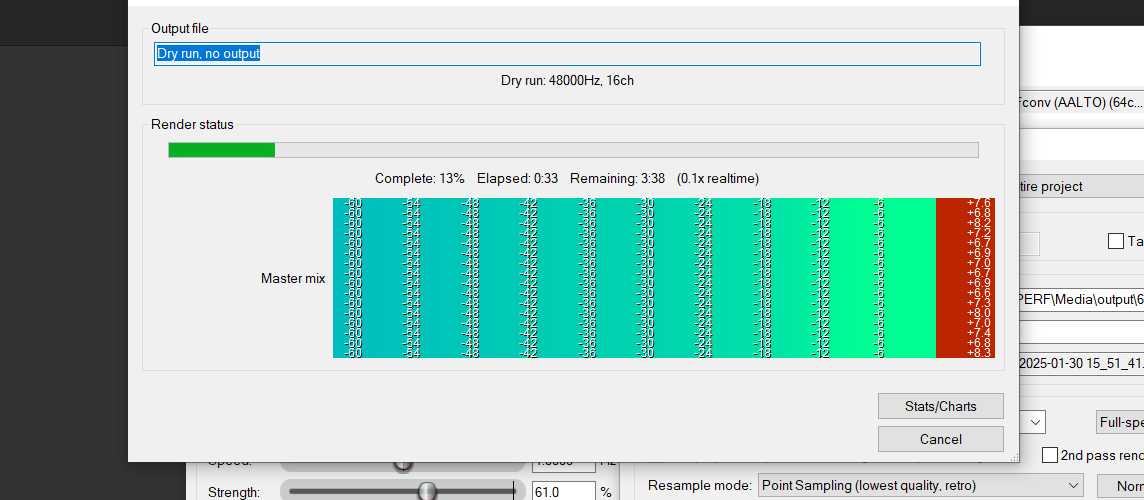 Output file
Dry run, no output
Dry run: 48000Hz, 16ch
Fconv (AALTO) (64c...
Render status
Complete: 13% Elapsed: 0:33 Remaining: 3:38 (0.1x realtime)
tire project
-60 -54 -48 -42 -36 -30 -24 -18 -12 -6 +7.6
-60 -54 -48 -42 -36 -30 -24 -18 -12 -6 +6.8
-60 -54 -48 -42 -36 -30 -24 -18 -12 -6 +8.2
-60 -54 -48 -42 -36 -30 -24 -18 -12 -6 +7.2
-60 -54 -48 -42 -36 -30 -24 -18 -12 -6 +6.7
-60 -54 -48 -42 -36 -30 -24 -18 -12 -6 +6.9
-60 -54 -48 -42 -36 -30 -24 -18 -12 -6 +7.0
-60 -54 -48 -42 -36 -30 -24 -18 -12 -6 +6.7
-60 -54 -48 -42 -36 -30 -24 -18 -12 -6 +6.9
-60 -54 -48 -42 -36 -30 -24 -18 -12 -6 +6.6
-60 -54 -48 -42 -36 -30 -24 -18 -12 -6 +7.3
-60 -54 -48 -42 -36 -30 -24 -18 -12 -6 +8.0
-60 -54 -48 -42 -36 -30 -24 -18 -12 -6 +7.0
-60 -54 -48 -42 -36 -30 -24 -18 -12 -6 +7.4
-60 -54 -48 -42 -36 -30 -24 -18 -12 -6 +6.8
-60 -54 -48 -42 -36 -30 -24 -18 -12 -6 +8.3
Master mix
Ta
PERF\Media\output\6
2025-01-30 15_51_41.
Stats/Charts
Full-spe
Cancel
2nd pass rend
Speed:
Hz
Strength: 61.0 %
Resample mode: Point Sampling (lowest quality, retro)
Norm